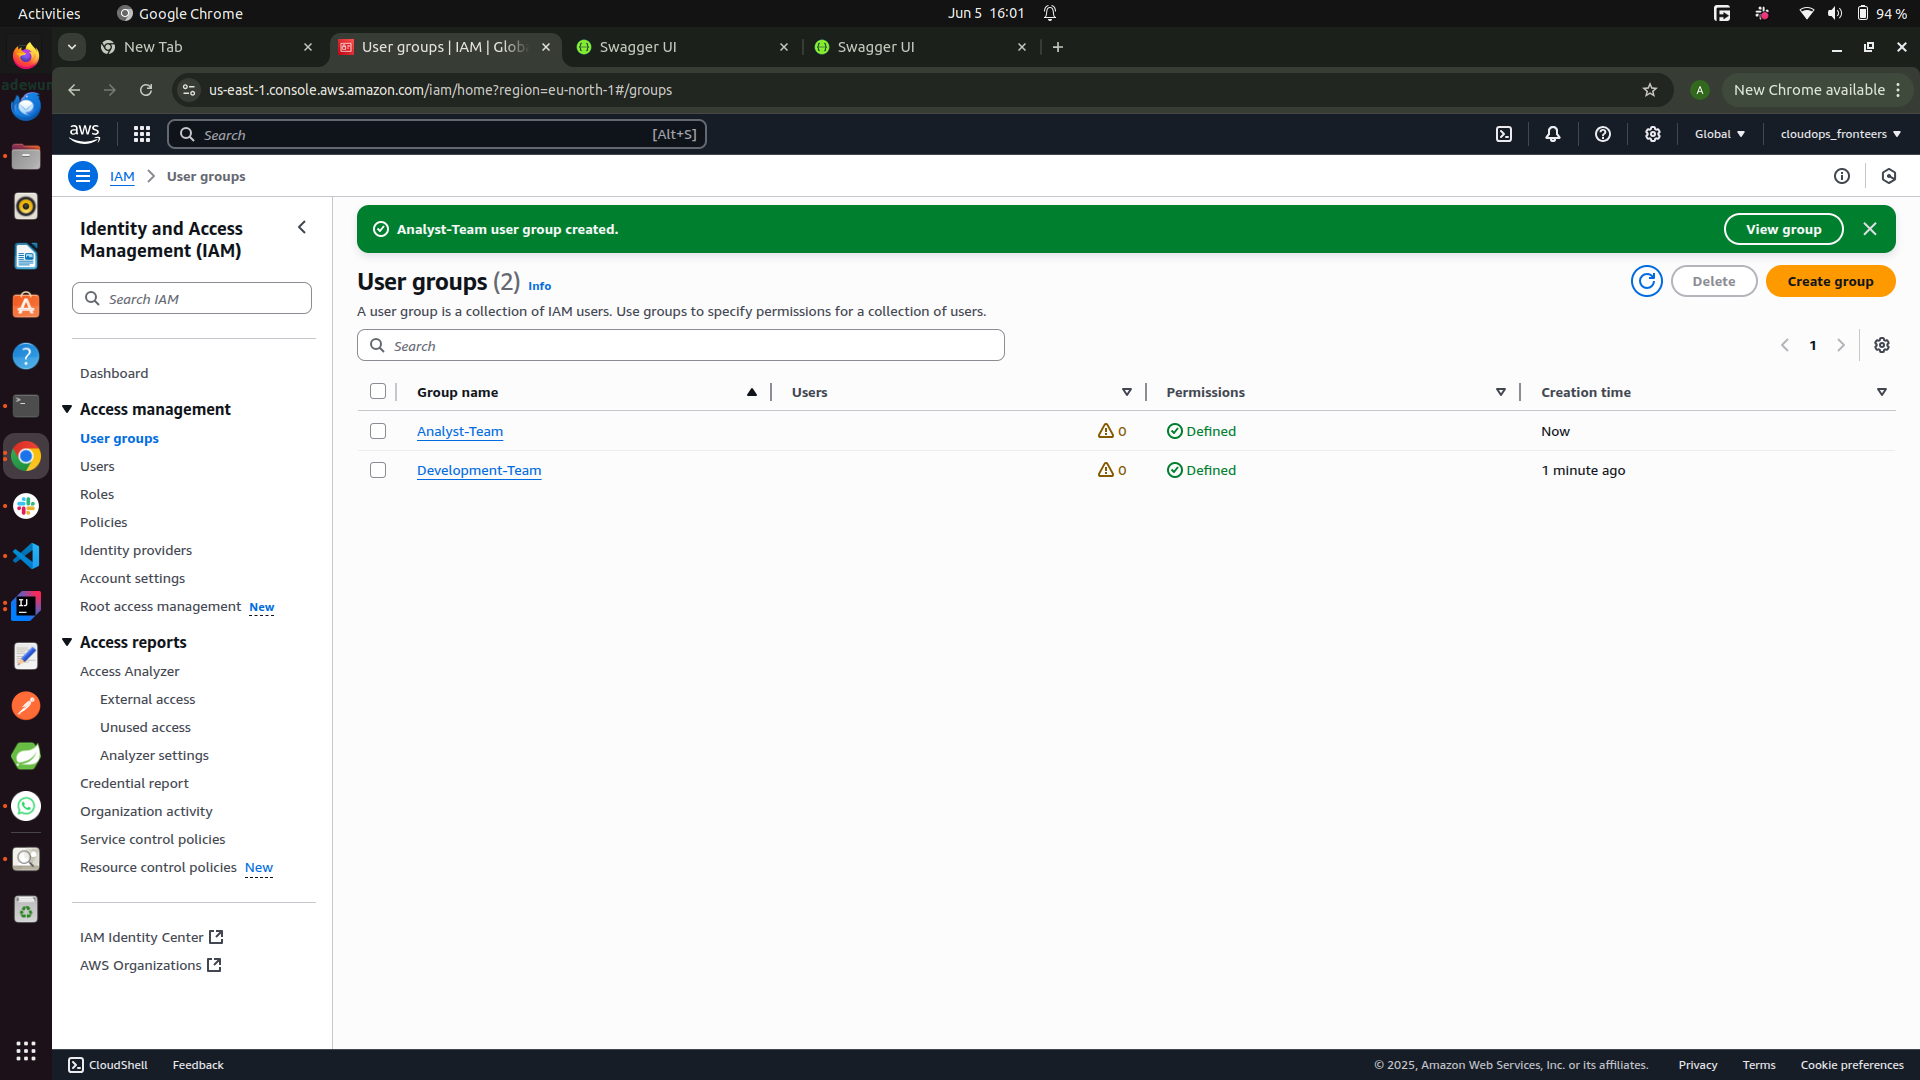 Activities
Google Chrome
Jun 5 16:01
94 %
New Tab
User groups | IAM | Globa
Swagger UI
Swagger UI
adewun
us-east-1.console.aws.amazon.com/iam/home?region=eu-north-1#/groups
A
New Chrome available
aws
Search
[Alt+S]
Global
cloudops_fronteers
IAM
User groups
Identity and Access
Management (IAM)
Search IAM
Dashboard
Access management
User groups
Users
Roles
Policies
Identity providers
Account settings
Root access management New
Access reports
Access Analyzer
External access
Unused access
Analyzer settings
Credential report
Organization activity
Service control policies
Resource control policies New
IAM Identity Center
AWS Organizations
Analyst-Team user group created.
View group
User groups (2) Info
Delete
Create group
A user group is a collection of IAM users. Use groups to specify permissions for a collection of users.
Search
1
Group name
Users
Permissions
Creation time
Analyst-Team
0
Defined
Now
Development-Team
0
Defined
1 minute ago
CloudShell
Feedback
© 2025, Amazon Web Services, Inc. or its affiliates.
Privacy
Terms
Cookie preferences